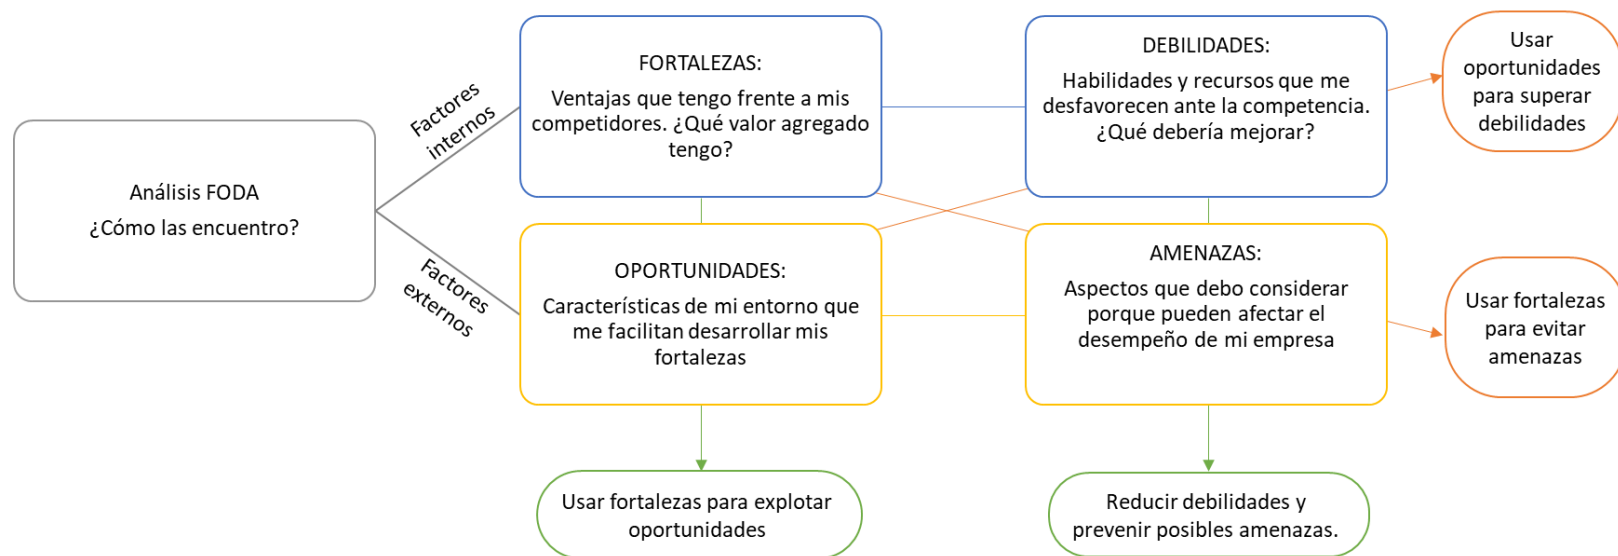 Análisis FODA
¿Cómo las encuentro?
Factores
internos
Factores
externos
FORTALEZAS:
Ventajas que tengo frente a mis
competidores. ¿Qué valor agregado
tengo?
DEBILIDADES:
Habilidades y recursos que me
desfavorecen ante la competencia.
¿Qué debería mejorar?
Usar
oportunidades
para superar
debilidades
OPORTUNIDADES:
Características de mi entorno que
me facilitan desarrollar mis
fortalezas
AMENAZAS:
Aspectos que debo considerar
porque pueden afectar el
desempeño de mi empresa
Usar fortalezas
para evitar
amenazas
Usar fortalezas para explotar
oportunidades
Reducir debilidades y
prevenir posibles amenazas.